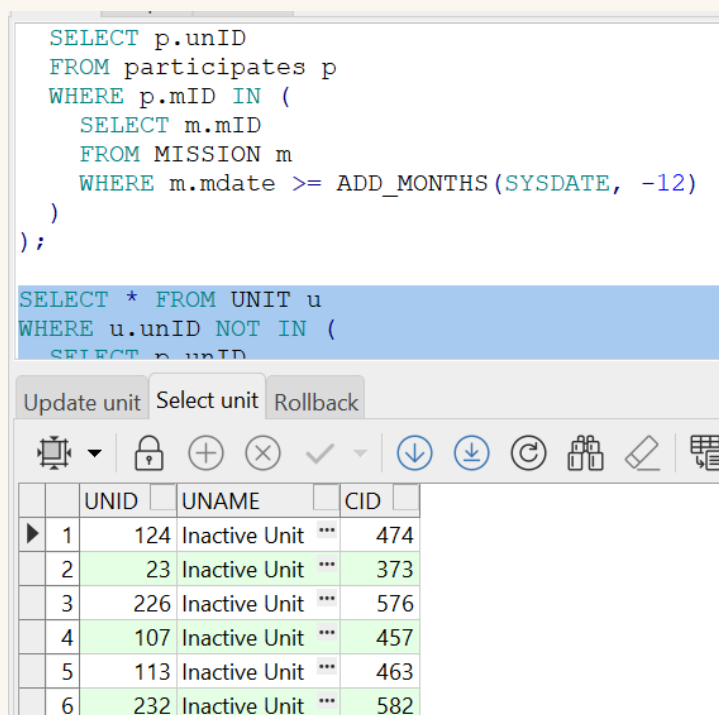 SELECT p.unID
FROM participates p
WHERE p.mID IN (
SELECT m.mID
FROM MISSION m
WHERE m.mdate >= ADD_MONTHS(SYSDATE, -12)
)
);
SELECT * FROM UNIT u
WHERE u.unID NOT IN (
SELECT p.unID
Update unit Select unit Rollback
UNID UNAME CID
1 124 Inactive Unit ... 474
2 23 Inactive Unit ... 373
3 226 Inactive Unit ... 576
4 107 Inactive Unit ... 457
5 113 Inactive Unit ... 463
6 232 Inactive Unit ... 582